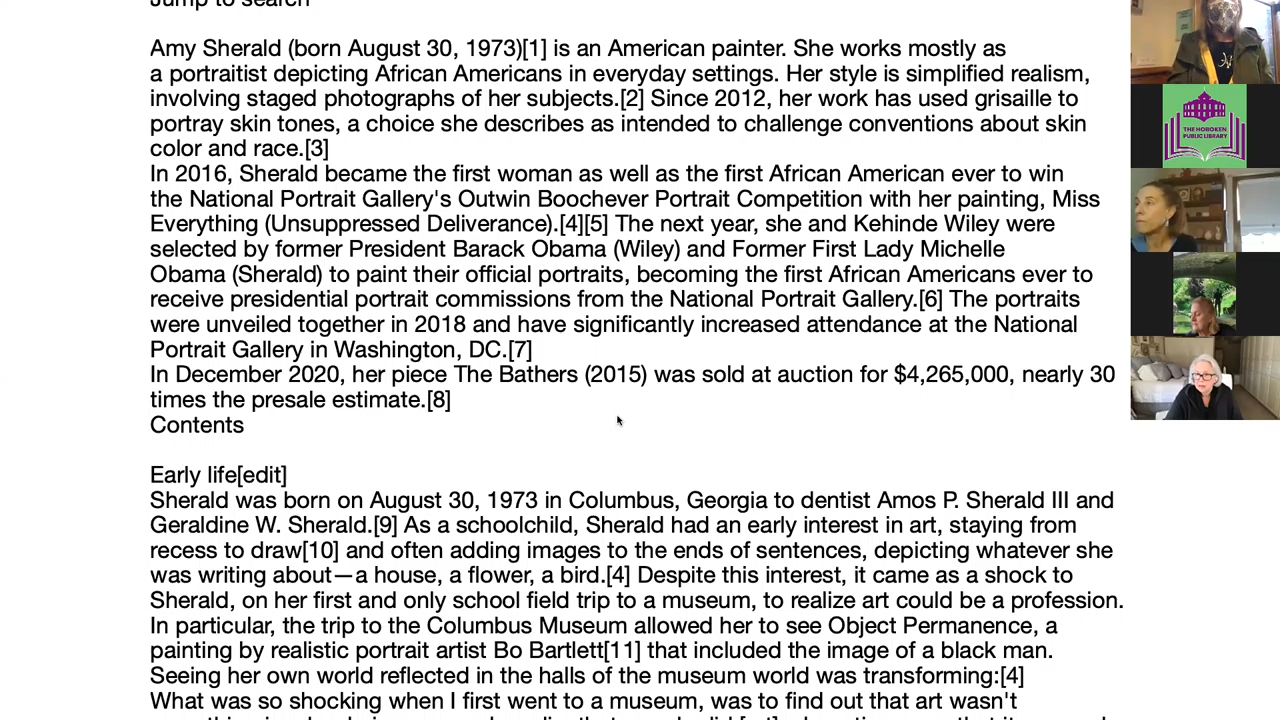 Jump to search
Amy Sherald (born August 30, 1973)[1] is an American painter. She works mostly as
a portraitist depicting African Americans in everyday settings. Her style is simplified realism,
involving staged photographs of her subjects.[2] Since 2012, her work has used grisaille to
portray skin tones, a choice she describes as intended to challenge conventions about skin
color and race.[3]
In 2016, Sherald became the first woman as well as the first African American ever to win
the National Portrait Gallery's Outwin Boochever Portrait Competition with her painting, Miss
Everything (Unsuppressed Deliverance).[4][5] The next year, she and Kehinde Wiley were
selected by former President Barack Obama (Wiley) and Former First Lady Michelle
Obama (Sherald) to paint their official portraits, becoming the first African Americans ever to
receive presidential portrait commissions from the National Portrait Gallery.[6] The portraits
were unveiled together in 2018 and have significantly increased attendance at the National
Portrait Gallery in Washington, DC.[7]
In December 2020, her piece The Bathers (2015) was sold at auction for $4,265,000, nearly 30
times the presale estimate.[8]
Contents
Early life[edit]
Sherald was born on August 30, 1973 in Columbus, Georgia to dentist Amos P. Sherald III and
Geraldine W. Sherald.[9] As a schoolchild, Sherald had an early interest in art, staying from
recess to draw[10] and often adding images to the ends of sentences, depicting whatever she
was writing about—a house, a flower, a bird.[4] Despite this interest, it came as a shock to
Sherald, on her first and only school field trip to a museum, to realize art could be a profession.
In particular, the trip to the Columbus Museum allowed her to see Object Permanence, a
painting by realistic portrait artist Bo Bartlett[11] that included the image of a black man.
Seeing her own world reflected in the halls of the museum world was transforming:[4]
What was so shocking when I first went to a museum, was to find out that art wasn't
THE HOBOKEN
PUBLIC LIBRARY